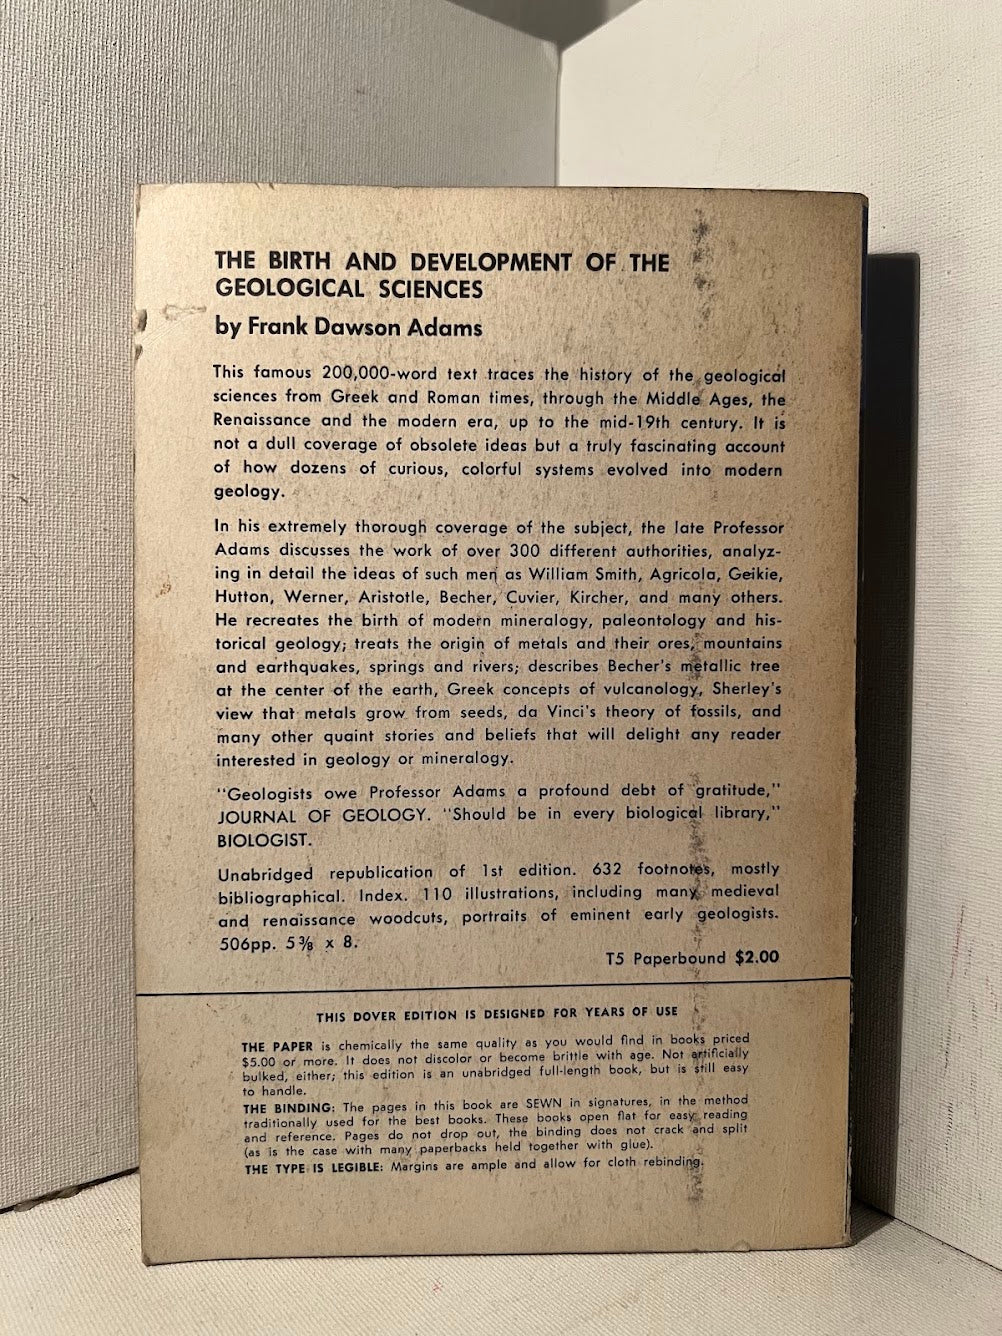 THE BIRTH AND DEVELOPMENT OF THE
GEOLOGICAL SCIENCES
by Frank Dawson Adams
This famous 200,000-word text traces the history of the geological
sciences from Greek and Roman times, through the Middle Ages, the
Renaissance and the modern era, up to the mid-19th century. It is
not a dull coverage of obsolete ideas but a truly fascinating account
of how dozens of curious, colorful systems evolved into modern
geology.
In his extremely thorough coverage of the subject, the late Professor
Adams discusses the work of over 300 different authorities, analyz-
ing in detail the ideas of such men as William Smith, Agricola, Geikie,
Hutton, Werner, Aristotle, Becher, Cuvier, Kircher, and many others.
He recreates the birth of modern mineralogy, paleontology and his-
torical geology; treats the origin of metals and their ores, mountains
and earthquakes, springs and rivers; describes Becher's metallic tree
at the center of the earth, Greek concepts of vulcanology, Sherley's
view that metals grow from seeds, da Vinci's theory of fossils, and
many other quaint stories and beliefs that will delight any reader
interested in geology or mineralogy.
"Geologists owe Professor Adams a profound debt of gratitude,"
JOURNAL OF GEOLOGY. "Should be in every biological library,"
BIOLOGIST.
Unabridged republication of 1st edition. 632 footnotes, mostly
bibliographical. Index. 110 illustrations, including many medieval
and renaissance woodcuts, portraits of eminent early geologists.
506pp. 5⅜ x 8.
T5 Paperbound $2.00
THIS DOVER EDITION IS DESIGNED FOR YEARS OF USE
THE PAPER is chemically the same quality as you would find in books priced
$5.00 or more. It does not discolor or become brittle with age. Not artificially
bulked, either; this edition is an unabridged full-length book, but is still easy
to handle.
THE BINDING: The pages in this book are SEWN in signatures, in the method
traditionally used for the best books. These books open flat for easy reading
and reference. Pages do not drop out, the binding does not crack and split
(as is the case with many paperbacks held together with glue).
THE TYPE IS LEGIBLE: Margins are ample and allow for cloth rebinding.